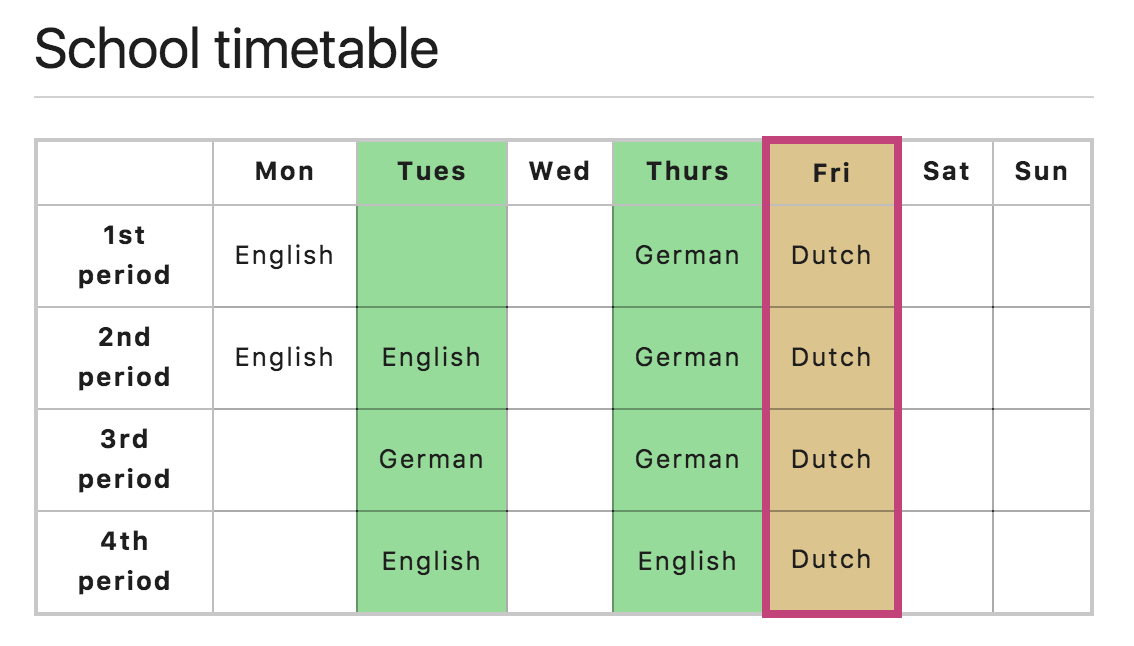 School timetable
Mon Tues Wed Thurs Fri Sat Sun
1st period English German Dutch
2nd period English English German Dutch
3rd period German German Dutch
4th period English English Dutch